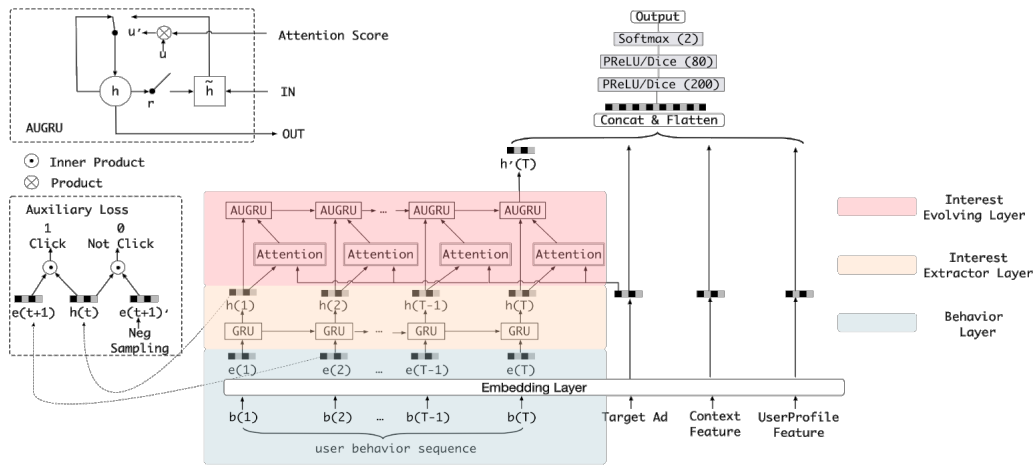 Output
Softmax (2)
PReLU/Dice (80)
PReLU/Dice (200)
Concat & Flatten
u'
u
Attention Score
h
r
h̃
IN
AUGRU
OUT
Inner Product
Product
h'(T)
Auxiliary Loss
1 0
Click Not Click
e(t+1) h(t) e(t+1)'
Neg
Sampling
AUGRU AUGRU ... AUGRU AUGRU
Attention Attention Attention Attention
h(1) h(2) h(T-1) h(T)
GRU GRU ... GRU GRU
e(1) e(2) ... e(T-1) e(T)
Embedding Layer
b(1) b(2) ... b(T-1) b(T)
user behavior sequence
Target Ad
Context
Feature
UserProfile
Feature
Interest
Evolving Layer
Interest
Extractor Layer
Behavior
Layer